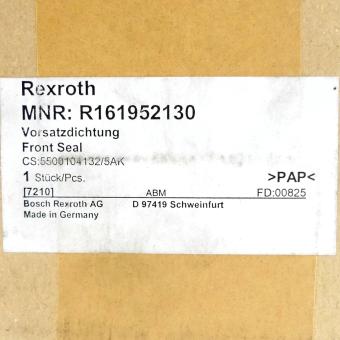 Rexroth
MNR: R161952130
Vorsatzdichtung
Front Seal
CS:5500104132/5AK
1 Stück/Pcs. >PAP<
[7210] ABM FD:00825
Bosch Rexroth AG D 97419 Schweinfurt
Made in Germany